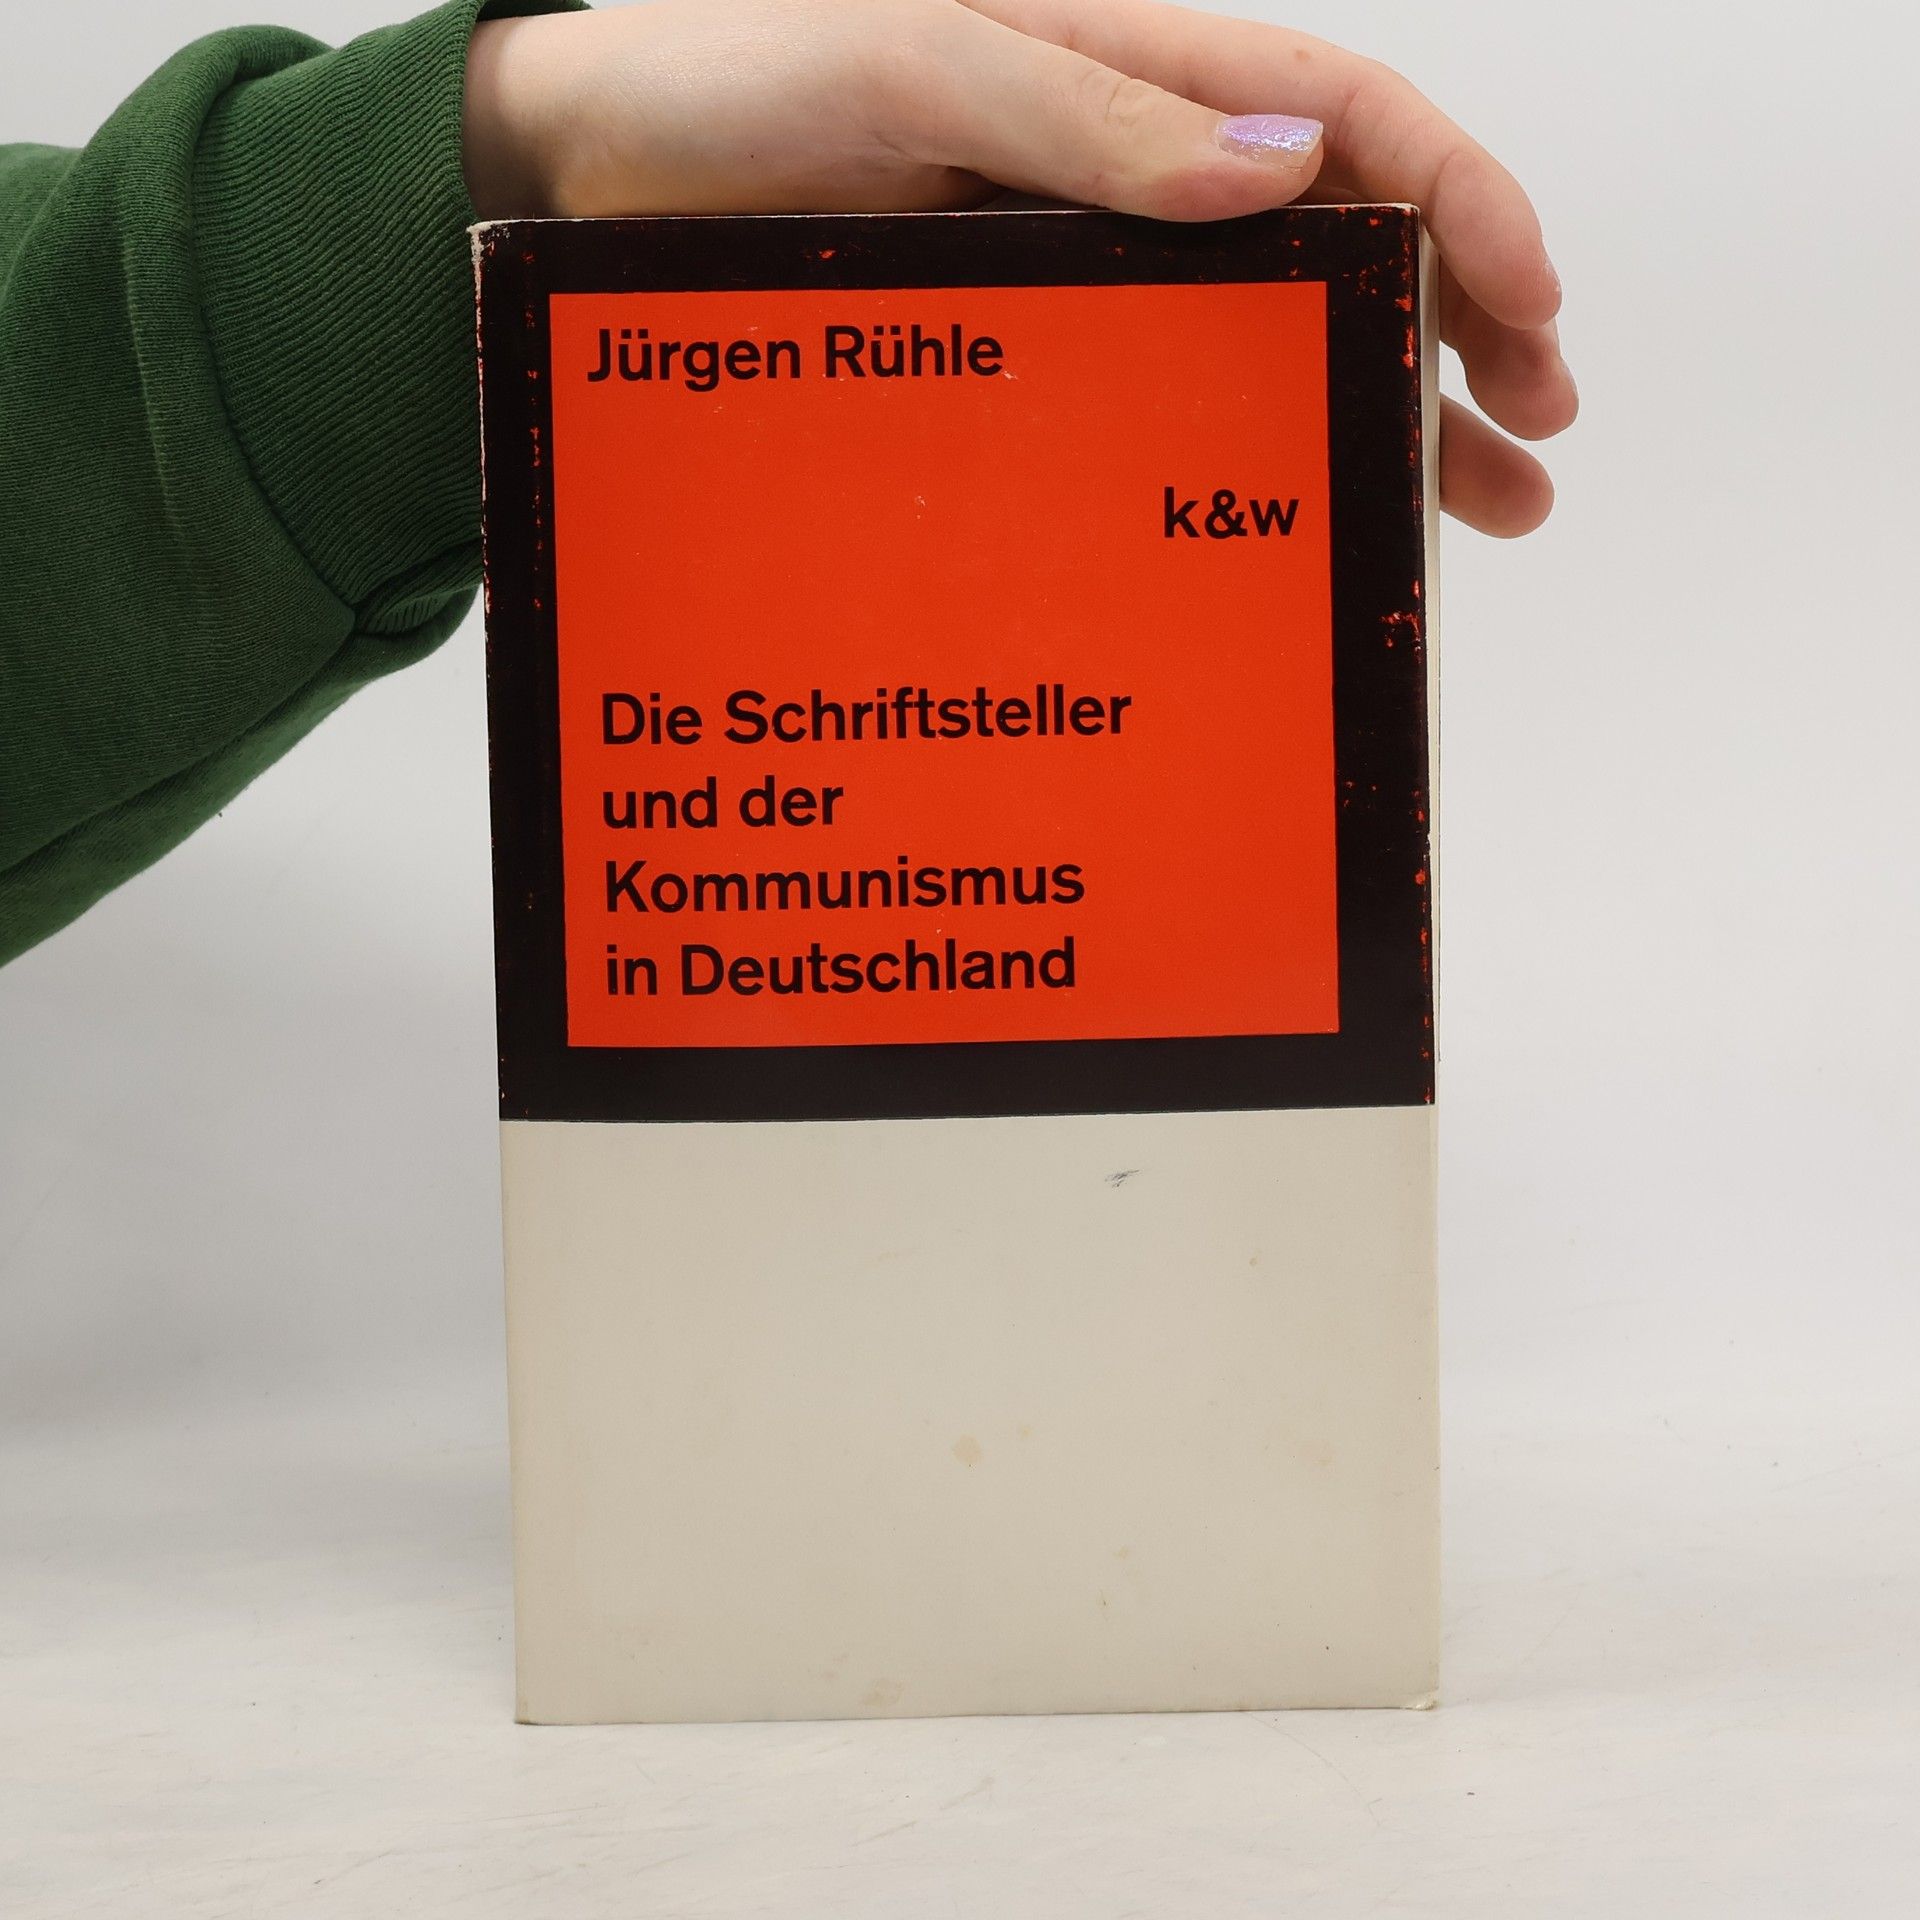 Jürgen Rühle
k&w
Die Schriftsteller
und der
Kommunismus
in Deutschland